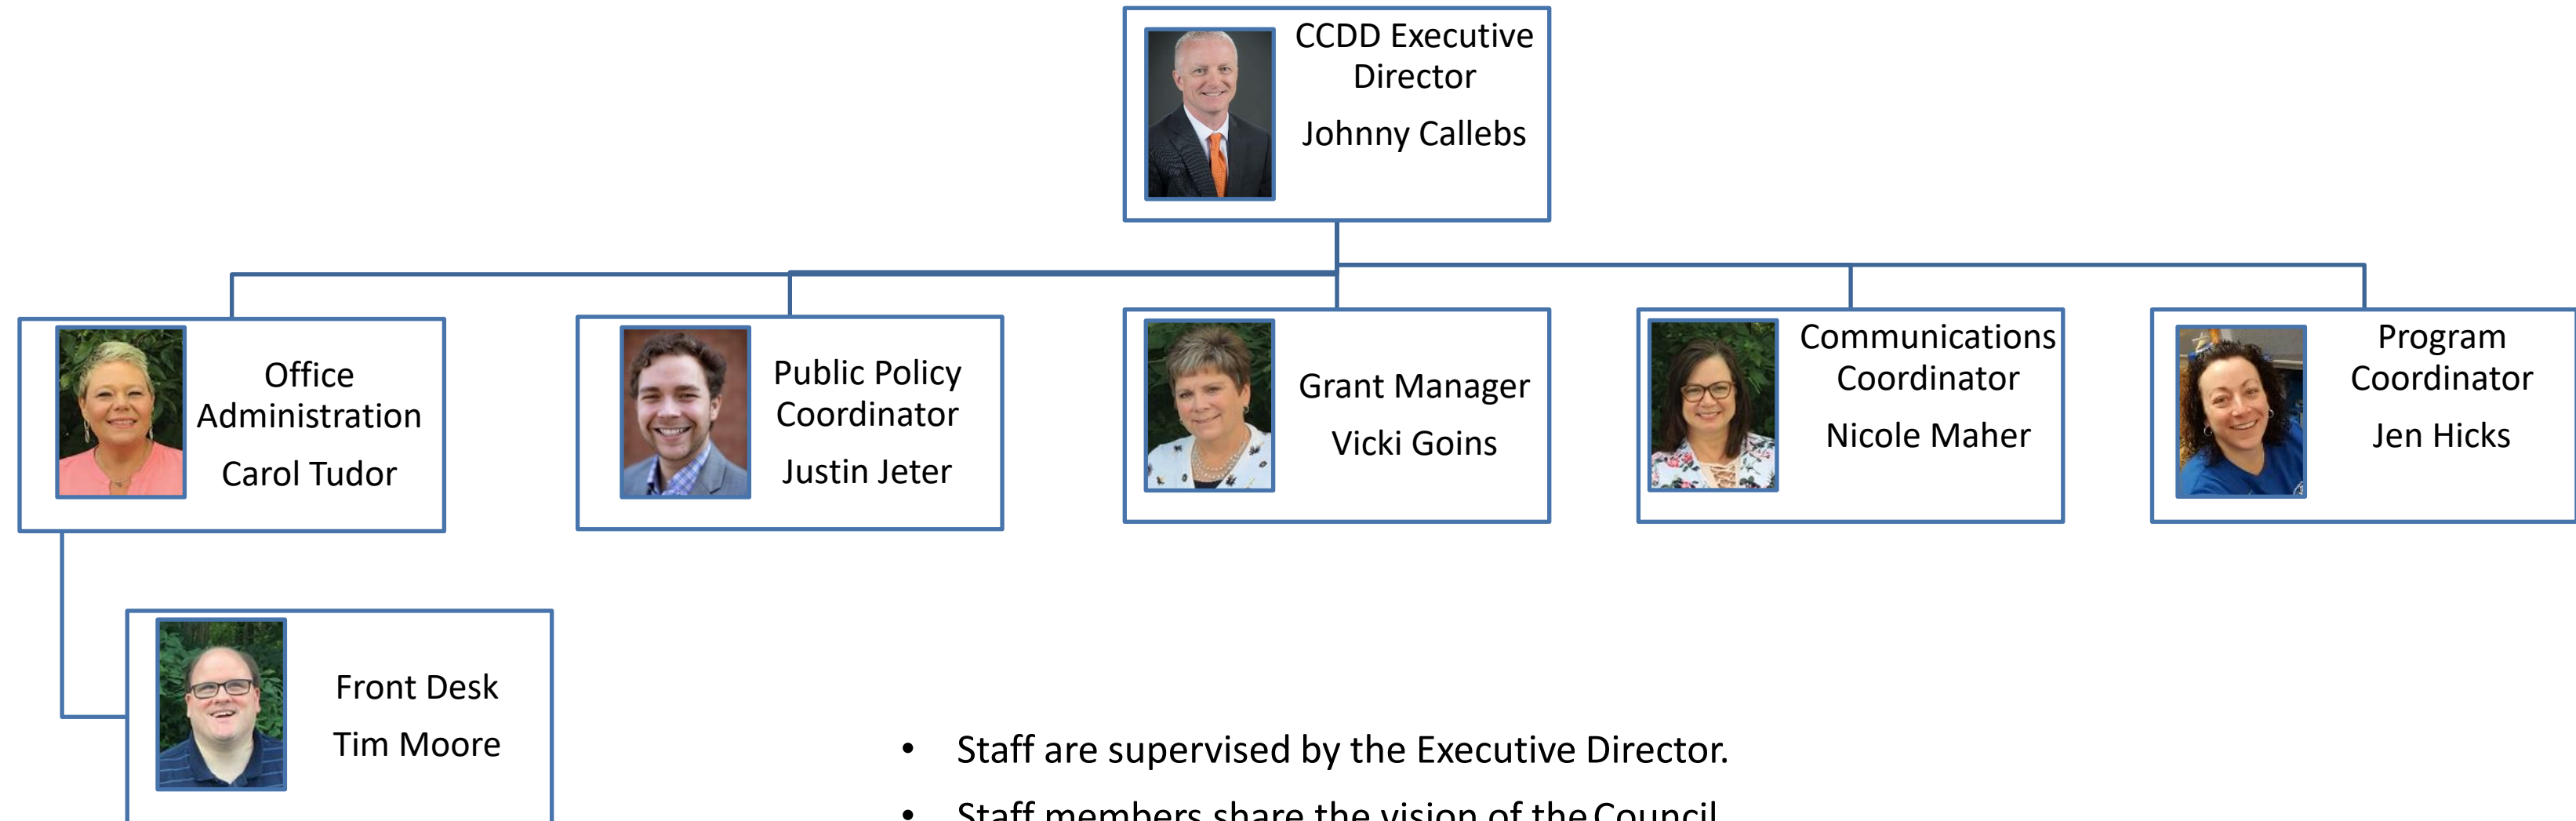 CCDD Executive
Director
Johnny Callebs
Office
Administration
Carol Tudor
Public Policy
Coordinator
Justin Jeter
Grant Manager
Vicki Goins
Communications
Coordinator
Nicole Maher
Program
Coordinator
Jen Hicks
Front Desk
Tim Moore
• Staff are supervised by the Executive Director.
• Staff members share the vision of the Council